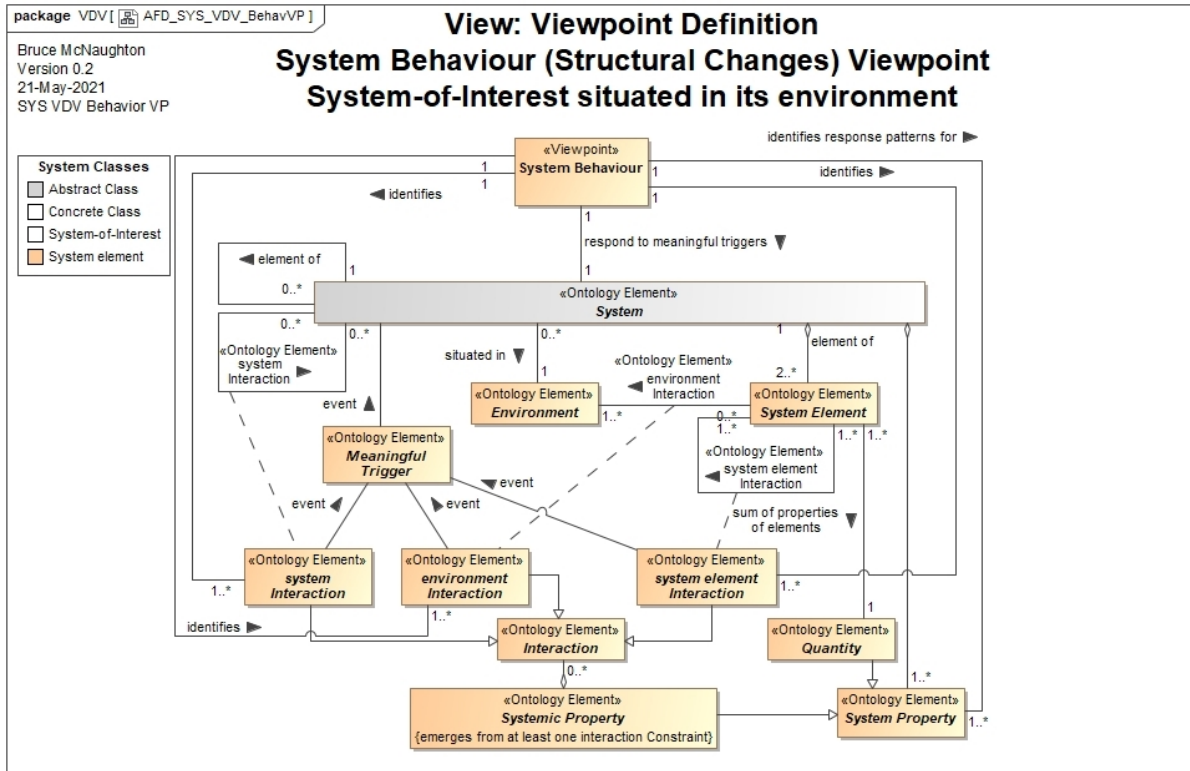 package VDV [ AFD_SYS_VDV_BehavVP ]
View: Viewpoint Definition
System Behaviour (Structural Changes) Viewpoint
System-of-Interest situated in its environment
Bruce McNaughton
Version 0.2
21-May-2021
SYS VDV Behavior VP
System Classes
Abstract Class
Concrete Class
System-of-Interest
System element
identifies response patterns for
«Viewpoint»
System Behaviour
1
1
1
1
1
identifies
identifies
respond to meaningful triggers
1
element of
1
0..*
«Ontology Element»
System
0..*
0..*
«Ontology Element»
system
Interaction
0..*
situated in
1
1
element of
2..*
«Ontology Element»
environment
Interaction
«Ontology Element»
Environment
1..*
«Ontology Element»
System Element
0..*
1..*
1..*
1..*
event
«Ontology Element»
Meaningful
Trigger
«Ontology Element»
system element
Interaction
event
event
event
sum of properties
of elements
«Ontology Element»
system
Interaction
1..*
«Ontology Element»
environment
Interaction
1..*
«Ontology Element»
system element
Interaction
1..*
identifies
1
«Ontology Element»
Interaction
0..*
«Ontology Element»
Quantity
1..*
«Ontology Element»
Systemic Property
{emerges from at least one interaction Constraint}
«Ontology Element»
System Property
1..*